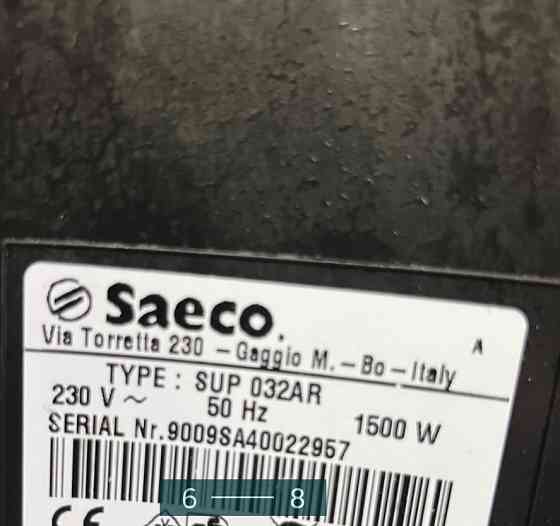 Saeco.
A
Via Torretta 230 – Gaggio M. – Bo – Italy
TYPE : SUP 032AR
230 V ~ 50 Hz 1500 W
SERIAL Nr.9009SA40022957
6 — 8
CE